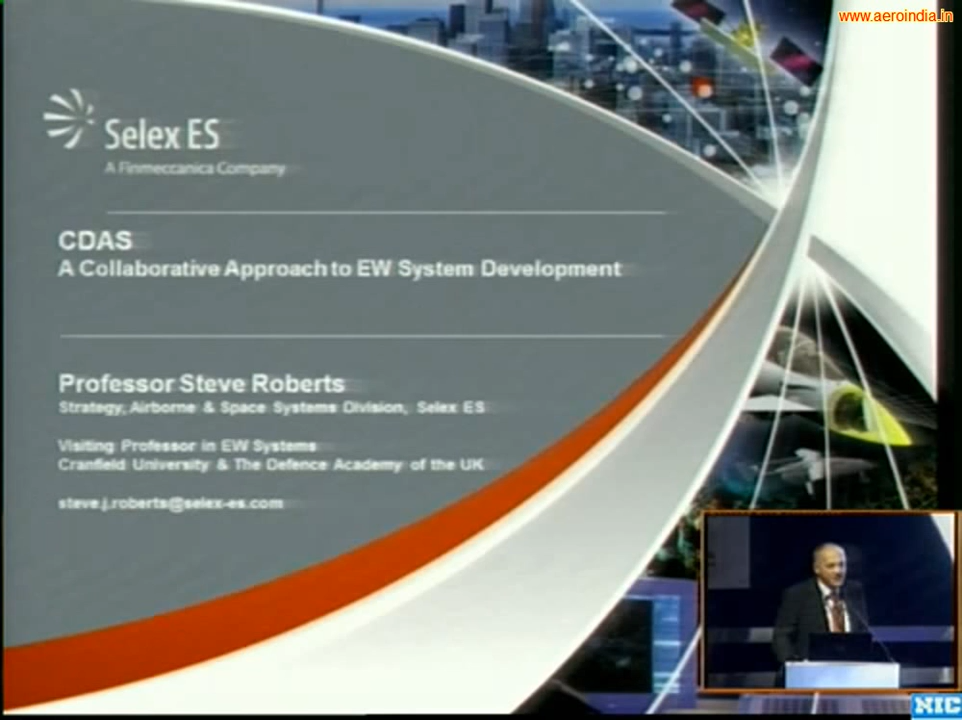 www.aeroindia.in
Selex ES
A Finmeccanica Company
CDAS
A Collaborative Approach to EW System Development
Professor Steve Roberts
Strategy, Airborne & Space Systems Division, Selex ES
Visiting Professor in EW Systems
Cranfield University & The Defence Academy of the UK
steve.j.roberts@selex-es.com
NIC